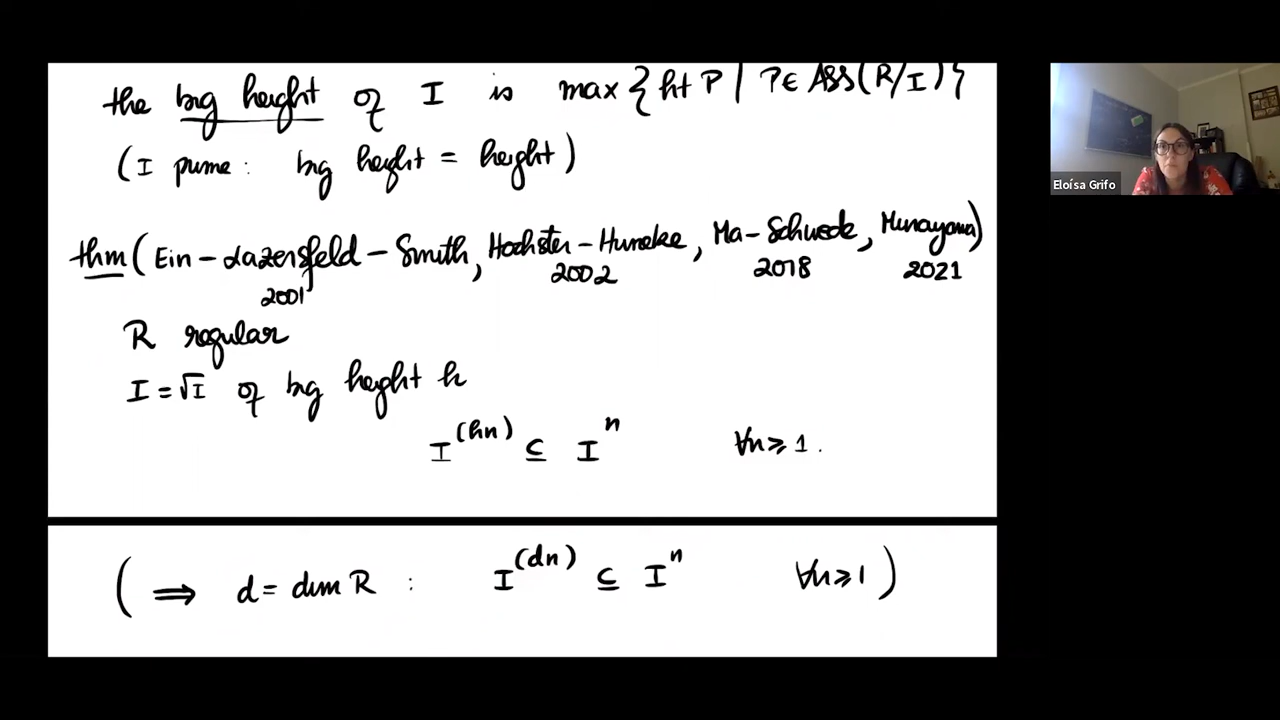 the big height of I is max { ht P | P ∈ Ass(R/I) }
(I prime: big height = height)
thm (Ein-Lazersfeld-Smith, Hochster-Huneke, Ma-Schwede, Murayama)
2001 2002 2018 2021
R regular
I = √I of big height h
I^(hn) ⊆ I^n ∀n ≥ 1.
( ⟹ d = dim R : I^(dn) ⊆ I^n ∀n ≥ 1 )
Eloísa Grifo